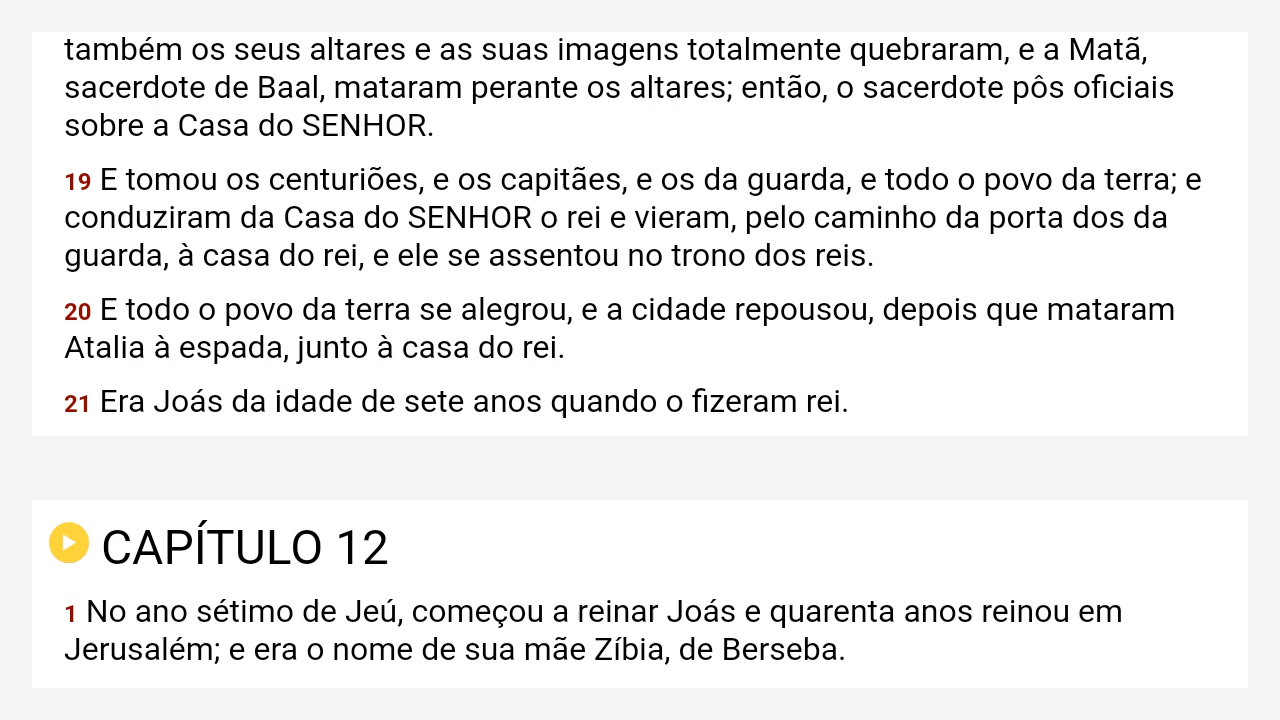 também os seus altares e as suas imagens totalmente quebraram, e a Matã,
sacerdote de Baal, mataram perante os altares; então, o sacerdote pôs oficiais
sobre a Casa do SENHOR.
19 E tomou os centuriões, e os capitães, e os da guarda, e todo o povo da terra; e
conduziram da Casa do SENHOR o rei e vieram, pelo caminho da porta dos da
guarda, à casa do rei, e ele se assentou no trono dos reis.
20 E todo o povo da terra se alegrou, e a cidade repousou, depois que mataram
Atalia à espada, junto à casa do rei.
21 Era Joás da idade de sete anos quando o fizeram rei.
CAPÍTULO 12
1 No ano sétimo de Jeú, começou a reinar Joás e quarenta anos reinou em
Jerusalém; e era o nome de sua mãe Zíbia, de Berseba.